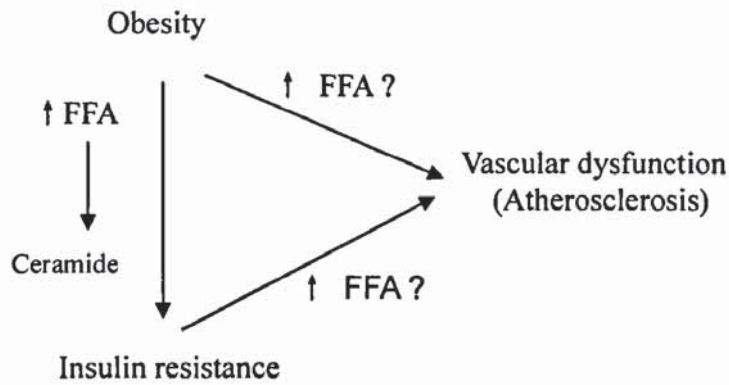 Obesity
↑ FFA ?
↑ FFA
Vascular dysfunction
(Atherosclerosis)
Ceramide
↑ FFA ?
Insulin resistance